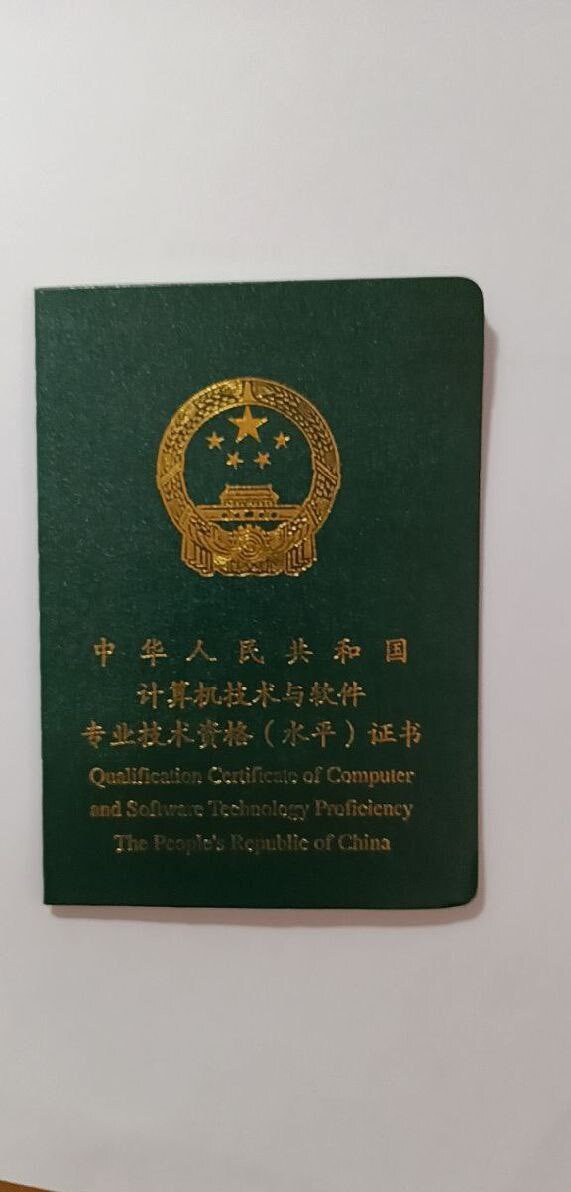 中华人民共和国
计算机技术与软件
专业技术资格（水平）证书
Qualification Certificate of Computer
and Software Technology Proficiency
The People's Republic of China